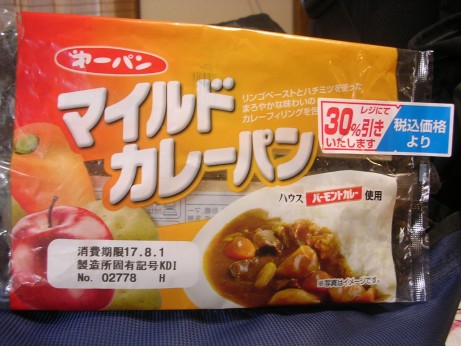 第一パン
マイルド
カレーパン
リンゴペーストとハチミツを使った
まろやかな味わいの
カレーフィリングを包
レジにて
30%引き
いたします
税込価格
より
ハウス バーモントカレー 使用
消費期限17.8.1
製造所固有記号KDI
No. 02778 H
※写真はイメージです。